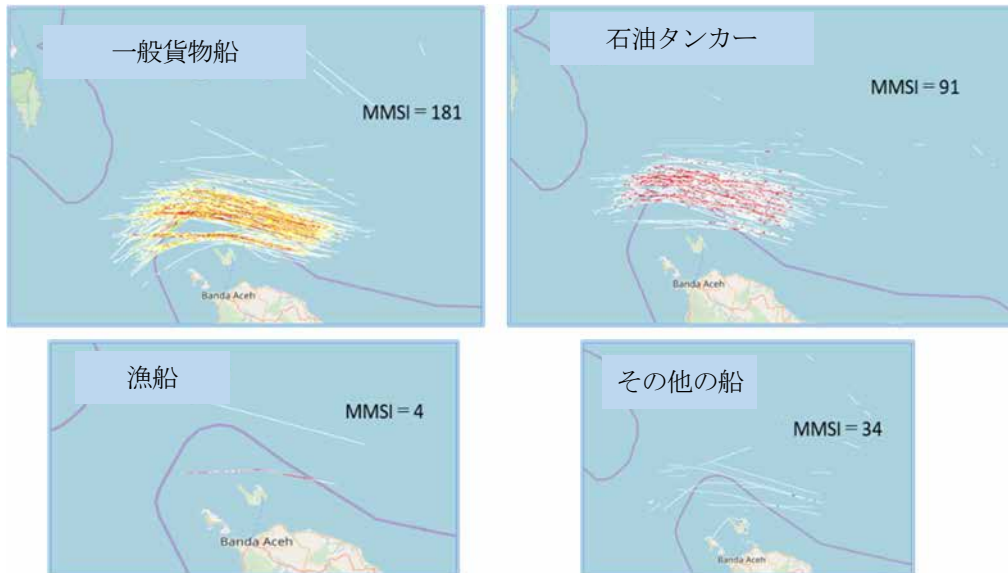 一般貨物船
MMSI = 181
Banda Aceh
石油タンカー
MMSI = 91
Banda Aceh
漁船
MMSI = 4
Banda Aceh
その他の船
MMSI = 34
Banda Aceh